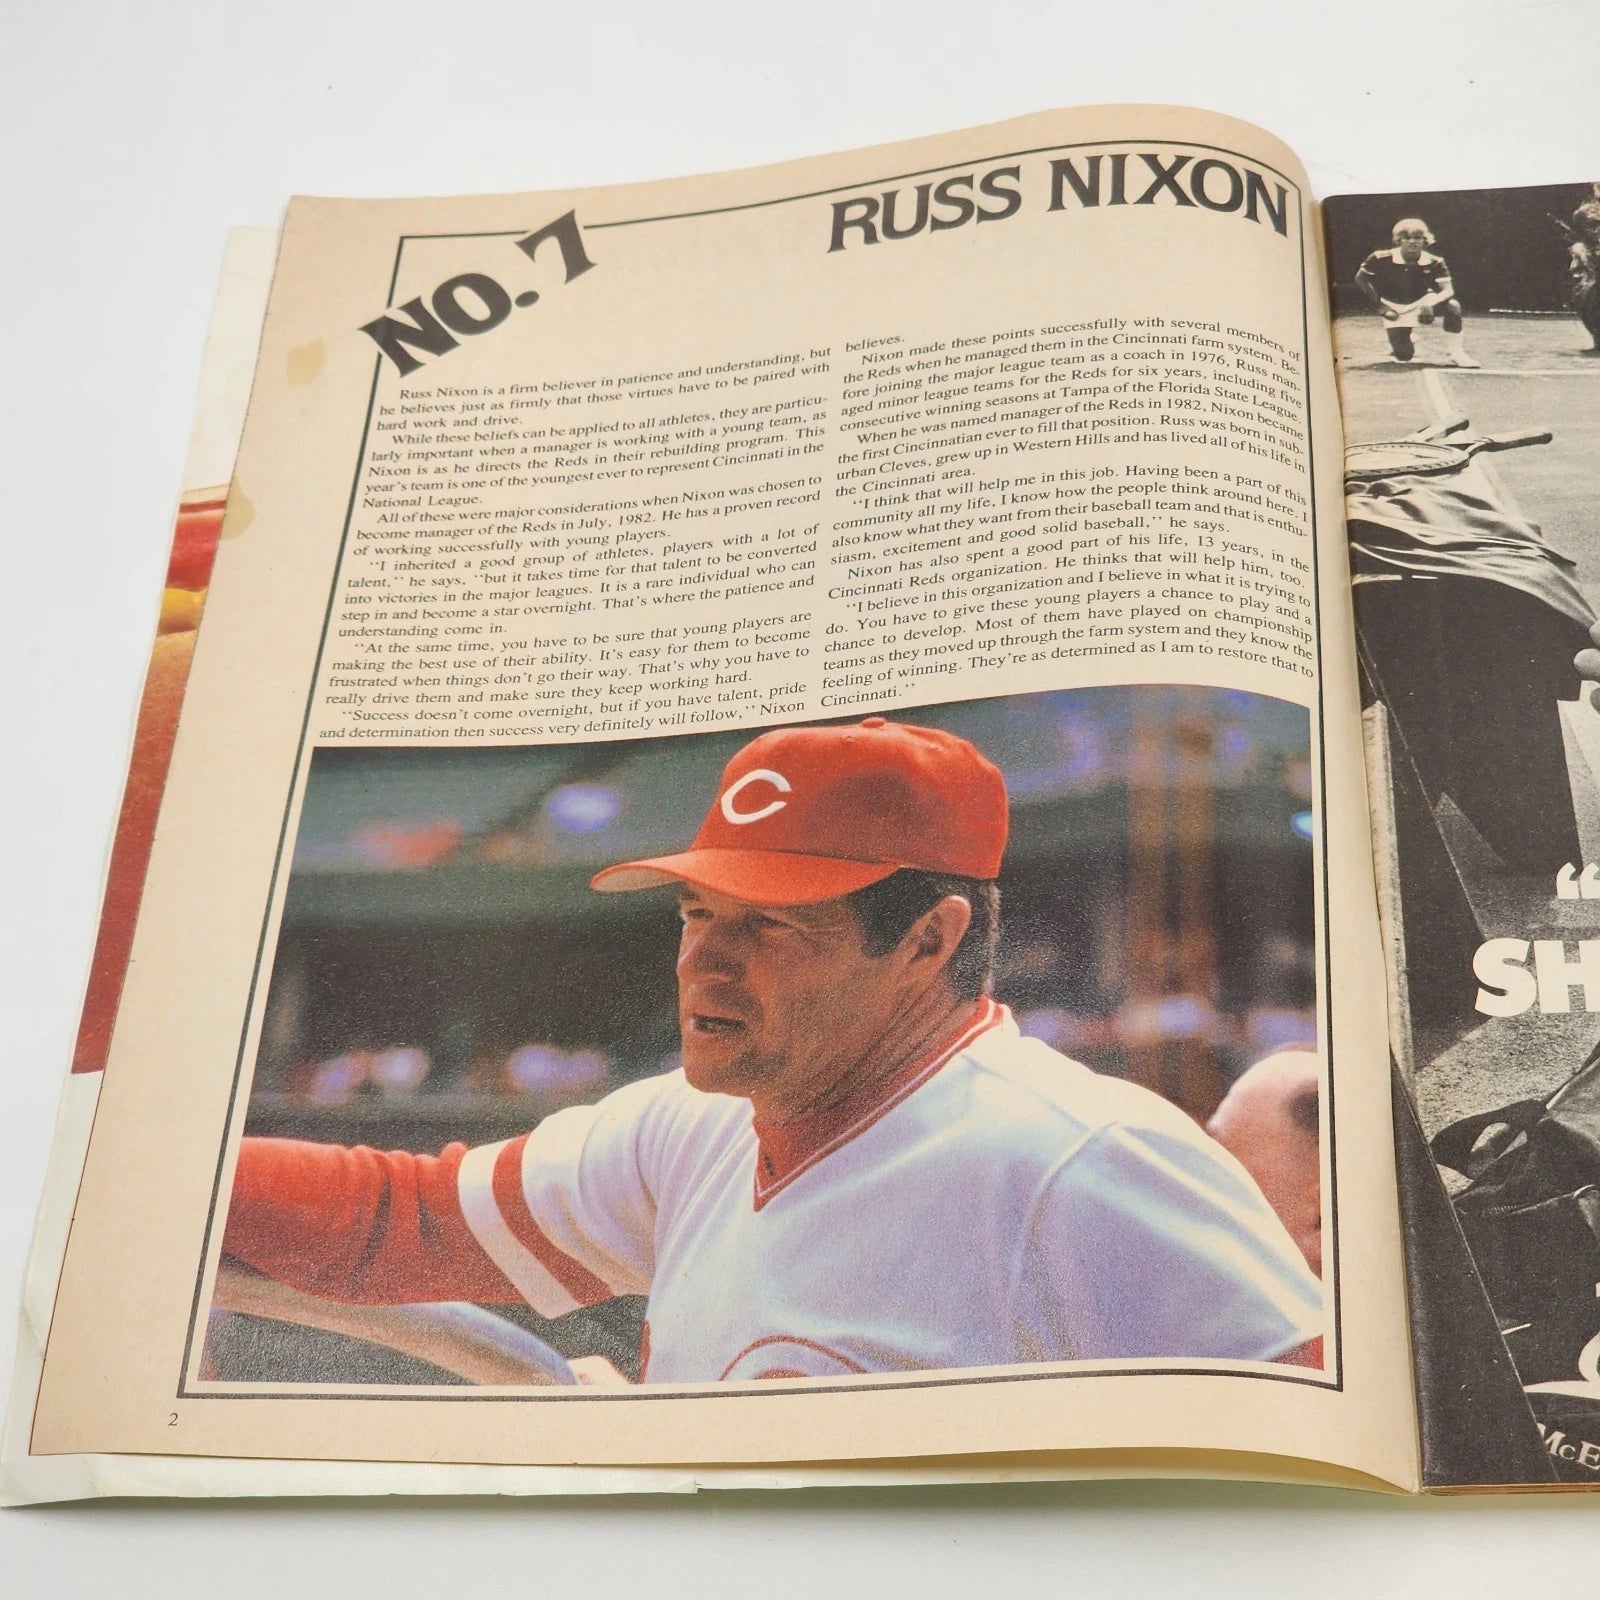 NO. 7
RUSS NIXON
Russ Nixon is a firm believer in patience and understanding, but
he believes just as firmly that those virtues have to be paired with
hard work and drive.
While these beliefs can be applied to all athletes, they are particu-
larly important when a manager is working with a young team, as
Nixon is as he directs the Reds in their rebuilding program. This
year's team is one of the youngest ever to represent Cincinnati in the
National League.
All of these were major considerations when Nixon was chosen to
become manager of the Reds in July, 1982. He has a proven record
of working successfully with young players.
"I inherited a good group of athletes, players with a lot of
talent," he says, "but it takes time for that talent to be converted
into victories in the major leagues. It is a rare individual who can
step in and become a star overnight. That's where the patience and
understanding come in.
"At the same time, you have to be sure that young players are
making the best use of their ability. It's easy for them to become
frustrated when things don't go their way. That's why you have to
really drive them and make sure they keep working hard.
"Success doesn't come overnight, but if you have talent, pride
and determination then success very definitely will follow," Nixon
believes.
Nixon made these points successfully with several members of
the Reds when he managed them in the Cincinnati farm system. Be-
fore joining the major league team as a coach in 1976, Russ man-
aged minor league teams for the Reds for six years, including five
consecutive winning seasons at Tampa of the Florida State League.
When he was named manager of the Reds in 1982, Nixon became
the first Cincinnatian ever to fill that position. Russ was born in sub-
urban Cleves, grew up in Western Hills and has lived all of his life in
the Cincinnati area.
"I think that will help me in this job. Having been a part of this
community all my life, I know how the people think around here. I
also know what they want from their baseball team and that is enthu-
siasm, excitement and good solid baseball," he says.
Nixon has also spent a good part of his life, 13 years, in the
Cincinnati Reds organization. He thinks that will help him, too.
"I believe in this organization and I believe in what it is trying to
do. You have to give these young players a chance to play and a
chance to develop. Most of them have played on championship
teams as they moved up through the farm system and they know the
feeling of winning. They're as determined as I am to restore that to
Cincinnati."
C
2
"
SH
McE